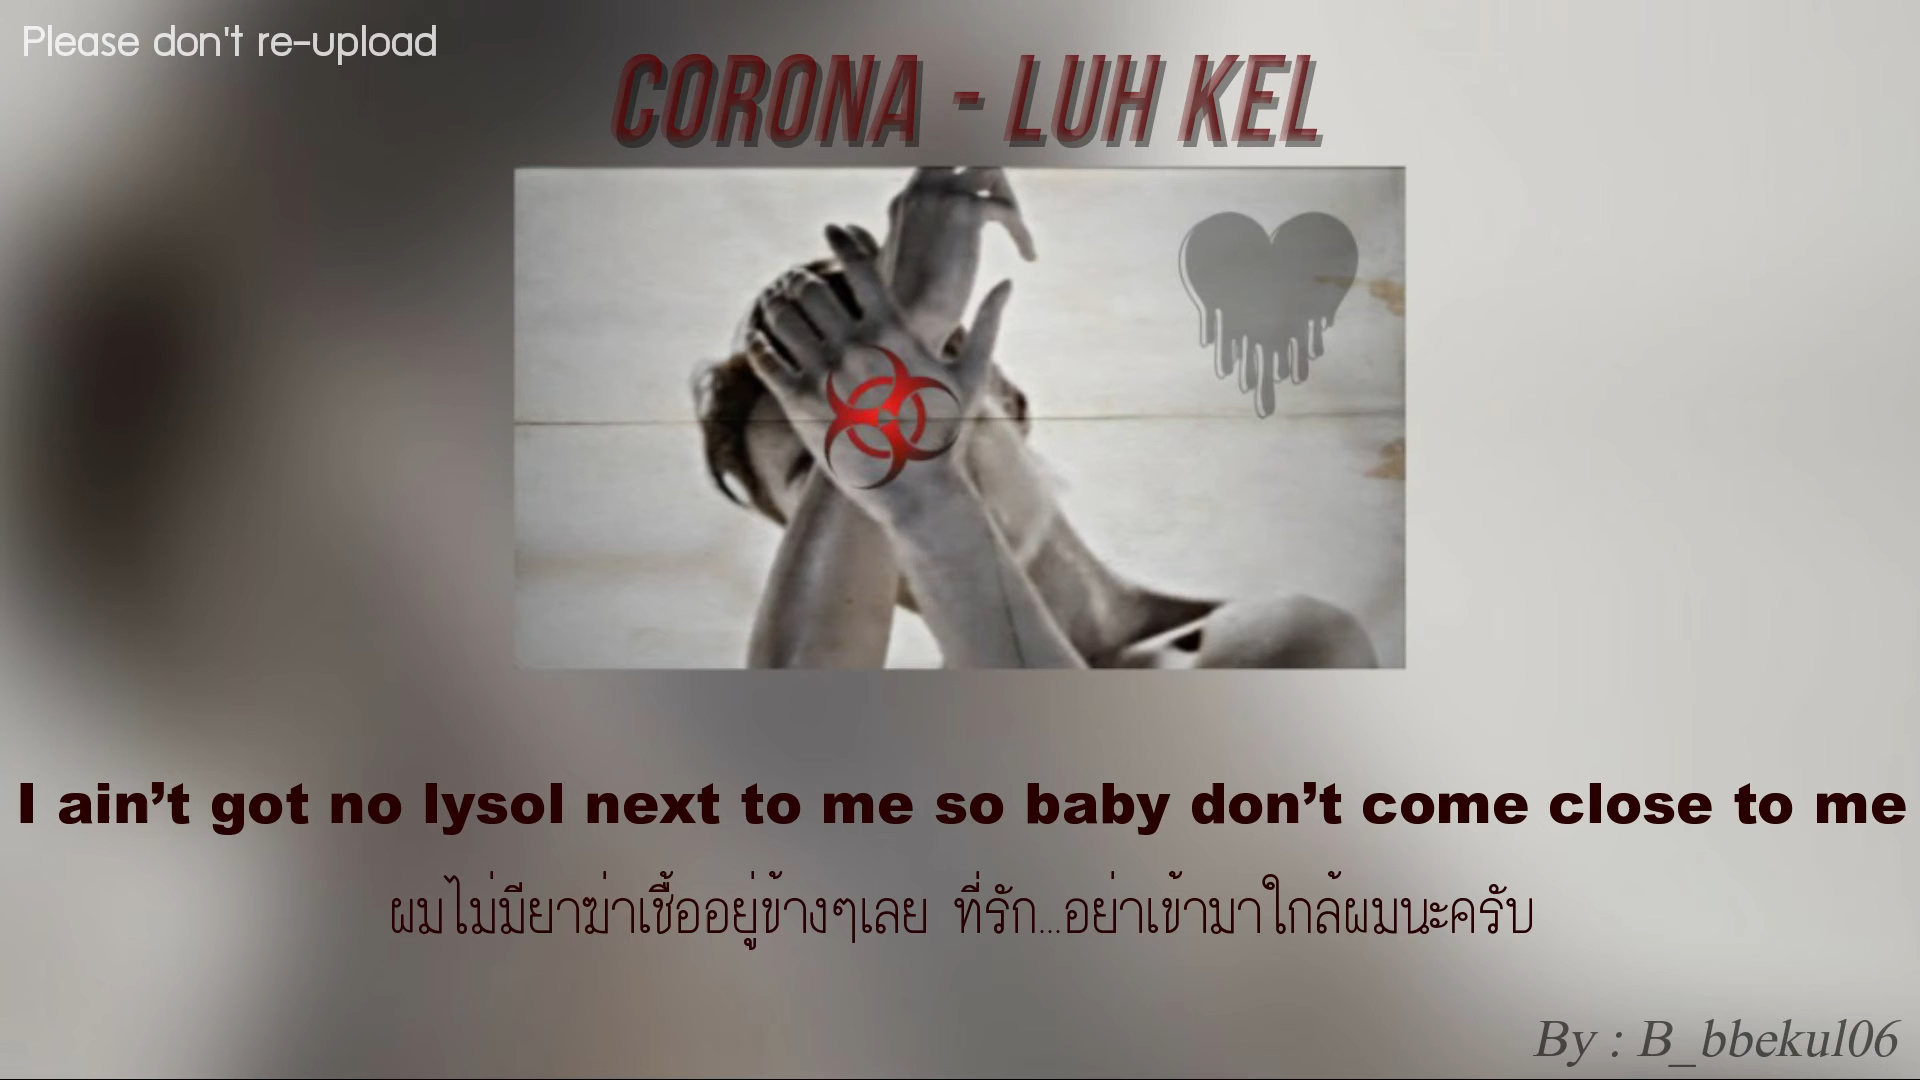 Please don't re-upload
CORONA - LUH KEL
I ain’t got no lysol next to me so baby don’t come close to me
ผมไม่มียาฆ่าเชื้ออยู่ข้างๆเลย ที่รัก...อย่าเข้ามาใกล้ผมนะครับ
By : B_bbekul06